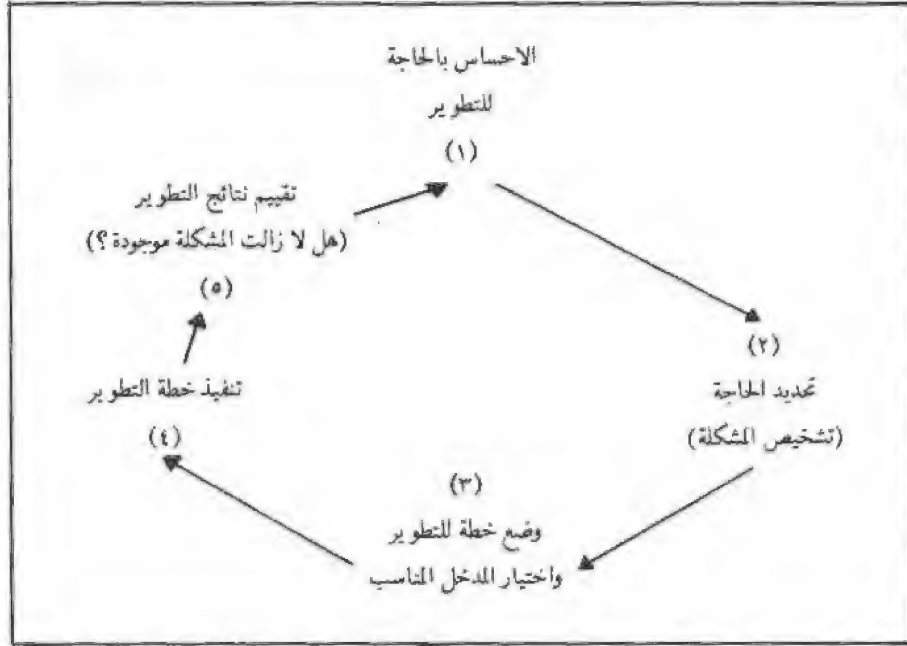 الاحساس بالحاجة
للتطوير
(١)
(٢)
تحديد الحاجة
(تشخيص المشكلة)
(٣)
وضع خطة للتطوير
واختيار المدخل المناسب
تنفيذ خطة التطوير
(٤)
تقييم نتائج التطوير
(هل لا زالت المشكلة موجودة ؟)
(٥)